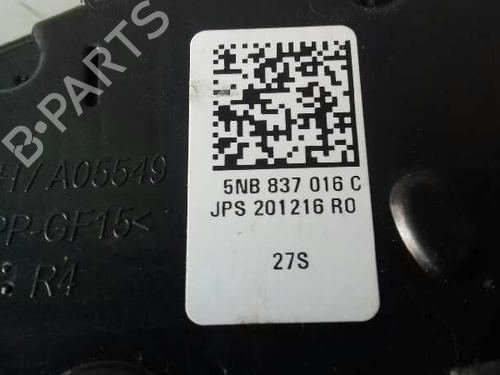 B·PARTS
H/A05549
PP-GF15<
R4
5NB 837 016 C
JPS 201216 R0
27S